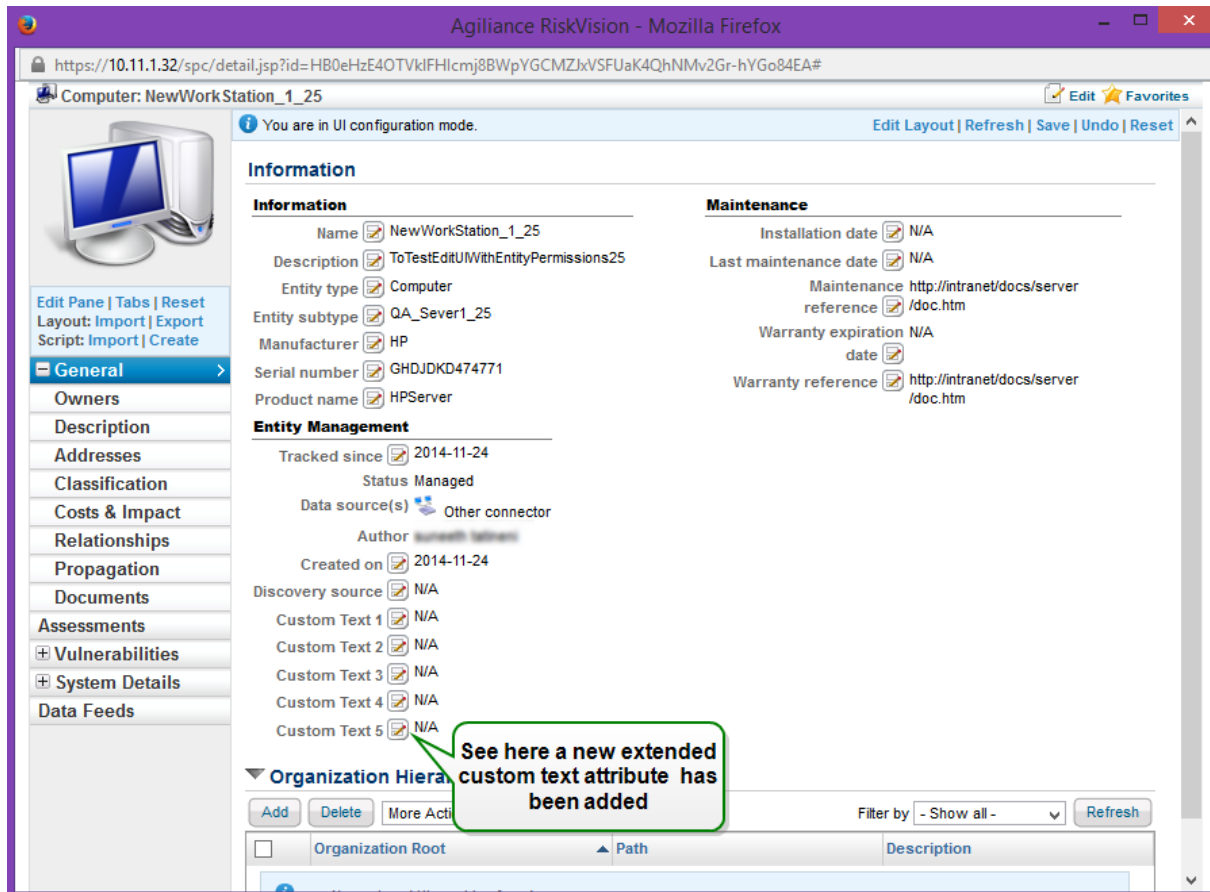 Agiliance RiskVision - Mozilla Firefox
https://10.11.1.32/spc/detail.jsp?id=HB0eHzE4OTVkIFHIcmj8BWpYGCMZJxVSFUaK4QhNMv2Gr-hYGo84EA#
Computer: NewWorkStation_1_25
Edit Favorites
You are in UI configuration mode.
Edit Layout | Refresh | Save | Undo | Reset
Edit Pane | Tabs | Reset
Layout: Import | Export
Script: Import | Create
General
Owners
Description
Addresses
Classification
Costs & Impact
Relationships
Propagation
Documents
Assessments
Vulnerabilities
System Details
Data Feeds
Information
Information
Name NewWorkStation_1_25
Description ToTestEditUIWithEntityPermissions25
Entity type Computer
Entity subtype QA_Sever1_25
Manufacturer HP
Serial number GHDJDKD474771
Product name HPServer
Maintenance
Installation date N/A
Last maintenance date N/A
Maintenance http://intranet/docs/server
reference /doc.htm
Warranty expiration N/A
date
Warranty reference http://intranet/docs/server
/doc.htm
Entity Management
Tracked since 2014-11-24
Status Managed
Data source(s) Other connector
Author
Created on 2014-11-24
Discovery source N/A
Custom Text 1 N/A
Custom Text 2 N/A
Custom Text 3 N/A
Custom Text 4 N/A
Custom Text 5 N/A
See here a new extended
custom text attribute has
been added
Organization Hierar
Add Delete More Acti
Filter by - Show all - Refresh
Organization Root Path Description